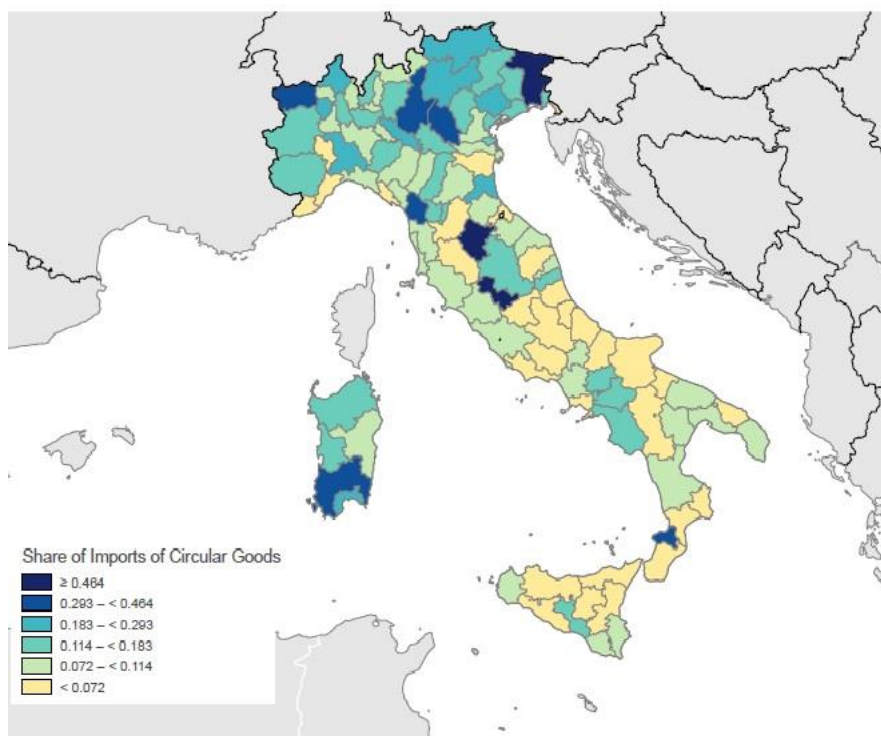 d
Share of Imports of Circular Goods
≥ 0.464
0.293 – < 0.464
0.183 – < 0.293
0.114 – < 0.183
0.072 – < 0.114
< 0.072